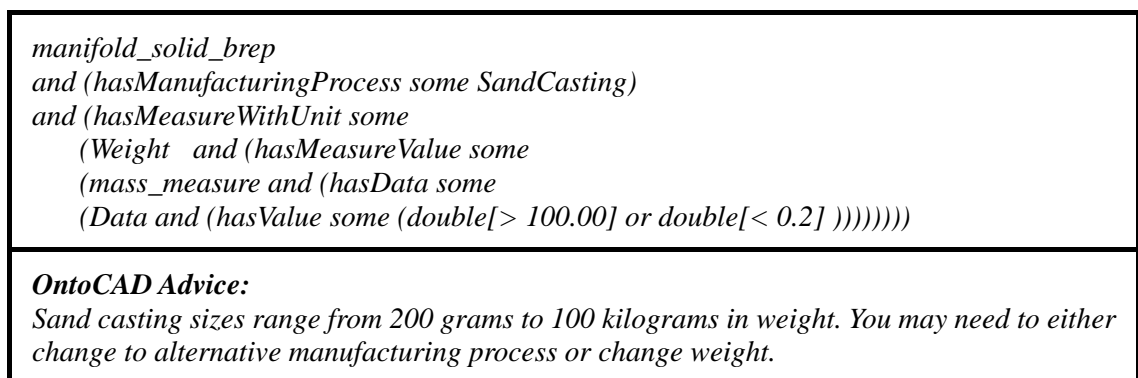 manifold_solid_brep
and (hasManufacturingProcess some SandCasting)
and (hasMeasureWithUnit some
(Weight and (hasMeasureValue some
(mass_measure and (hasData some
(Data and (hasValue some (double[> 100.00] or double[< 0.2] ))))))))
OntoCAD Advice:
Sand casting sizes range from 200 grams to 100 kilograms in weight. You may need to either
change to alternative manufacturing process or change weight.